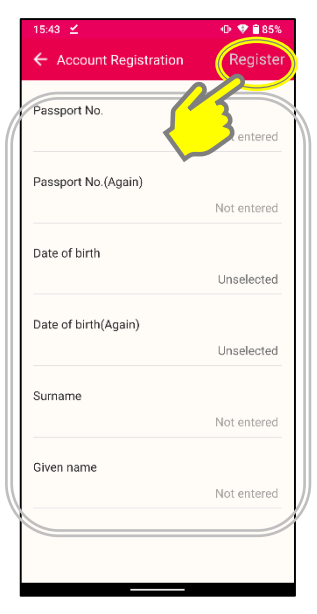 15:43 85%
Account Registration Register
Passport No.
entered
Passport No.(Again)
Not entered
Date of birth
Unselected
Date of birth(Again)
Unselected
Surname
Not entered
Given name
Not entered